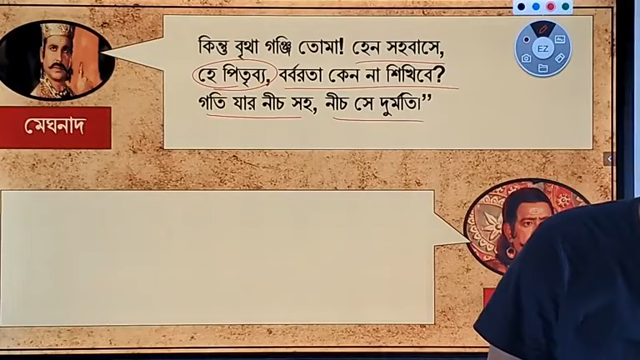 কিন্তু বৃথা গঞ্জি তোমা! হেন সহবাসে,
হে পিতৃব্য, বর্বরতা কেন না শিখিবে?
গতি যার নীচ সহ, নীচ সে দুর্মতি।”
মেঘনাদ
EZ